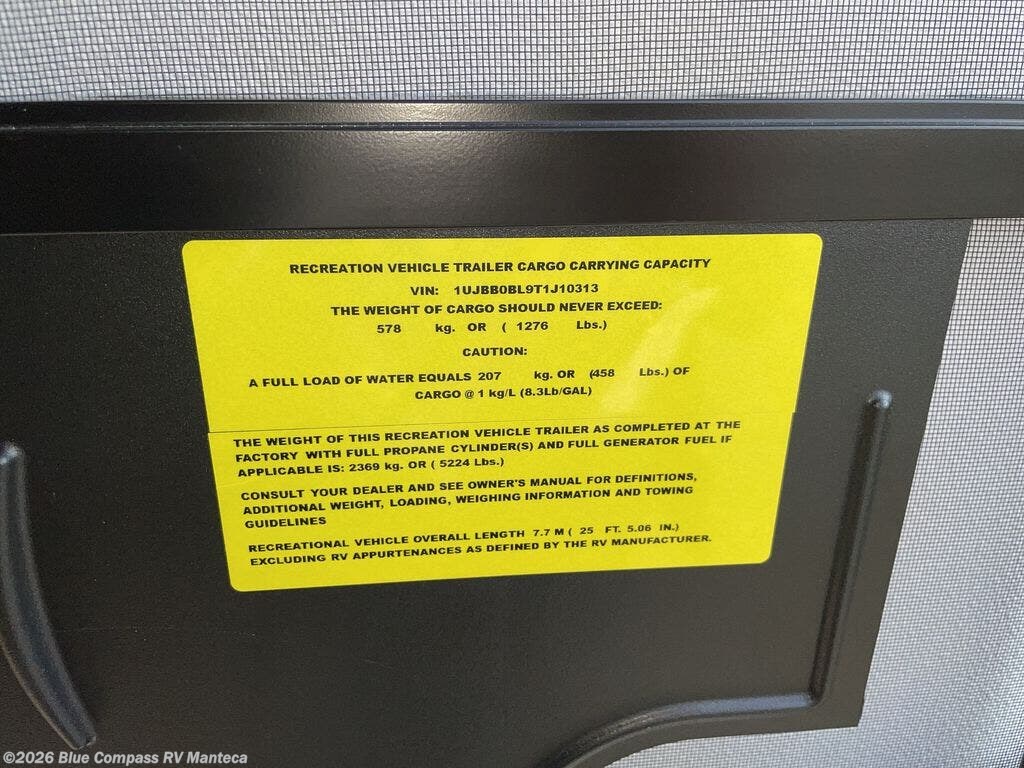 RECREATION VEHICLE TRAILER CARGO CARRYING CAPACITY
VIN: 1UJBB0BL9T1J10313
THE WEIGHT OF CARGO SHOULD NEVER EXCEED:
578 kg. OR ( 1276 Lbs.)
CAUTION:
A FULL LOAD OF WATER EQUALS 207 kg. OR (458 Lbs.) OF
CARGO @ 1 kg/L (8.3Lb/GAL)
THE WEIGHT OF THIS RECREATION VEHICLE TRAILER AS COMPLETED AT THE
FACTORY WITH FULL PROPANE CYLINDER(S) AND FULL GENERATOR FUEL IF
APPLICABLE IS: 2369 kg. OR ( 5224 Lbs.)
CONSULT YOUR DEALER AND SEE OWNER'S MANUAL FOR DEFINITIONS,
ADDITIONAL WEIGHT, LOADING, WEIGHING INFORMATION AND TOWING
GUIDELINES
RECREATIONAL VEHICLE OVERALL LENGTH 7.7 M ( 25 FT. 5.06 IN.)
EXCLUDING RV APPURTENANCES AS DEFINED BY THE RV MANUFACTURER.
©2026 Blue Compass RV Manteca